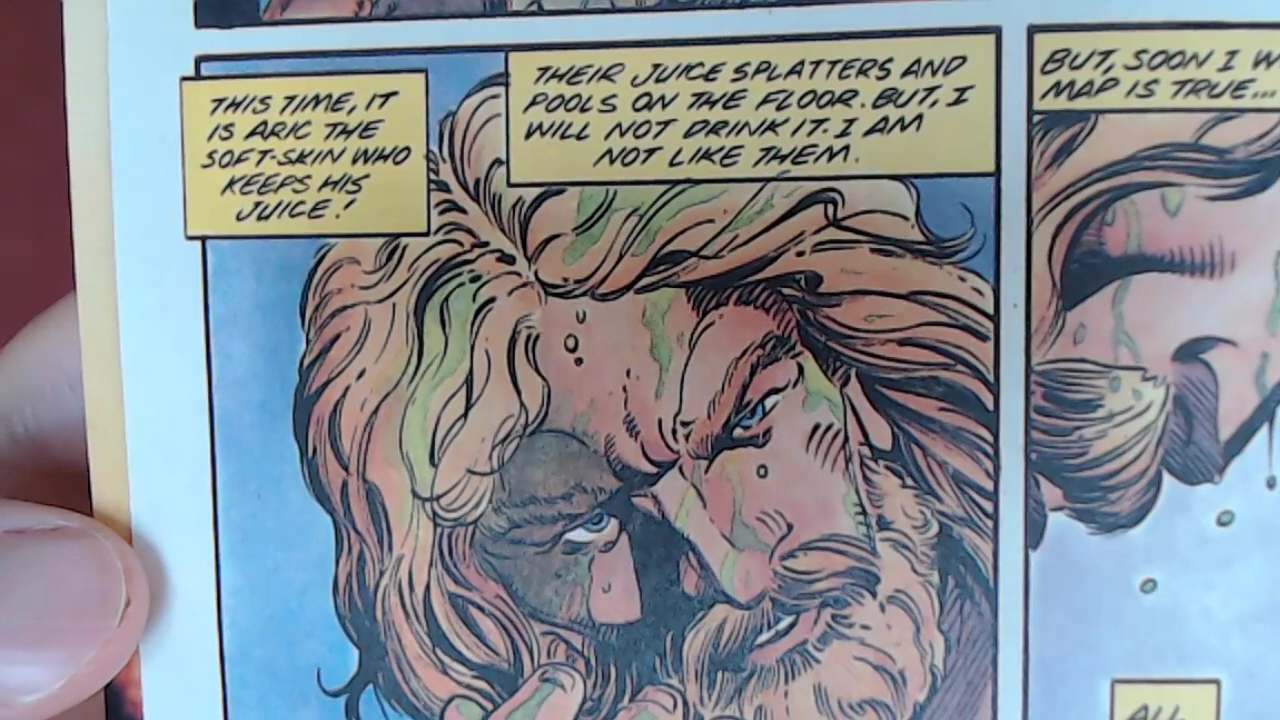 THIS TIME, IT
IS ARIC THE
SOFT-SKIN WHO
KEEPS HIS
JUICE!
THEIR JUICE SPLATTERS AND
POOLS ON THE FLOOR. BUT, I
WILL NOT DRINK IT. I AM
NOT LIKE THEM.
BUT, SOON I
MAP IS TRUE...
ALL